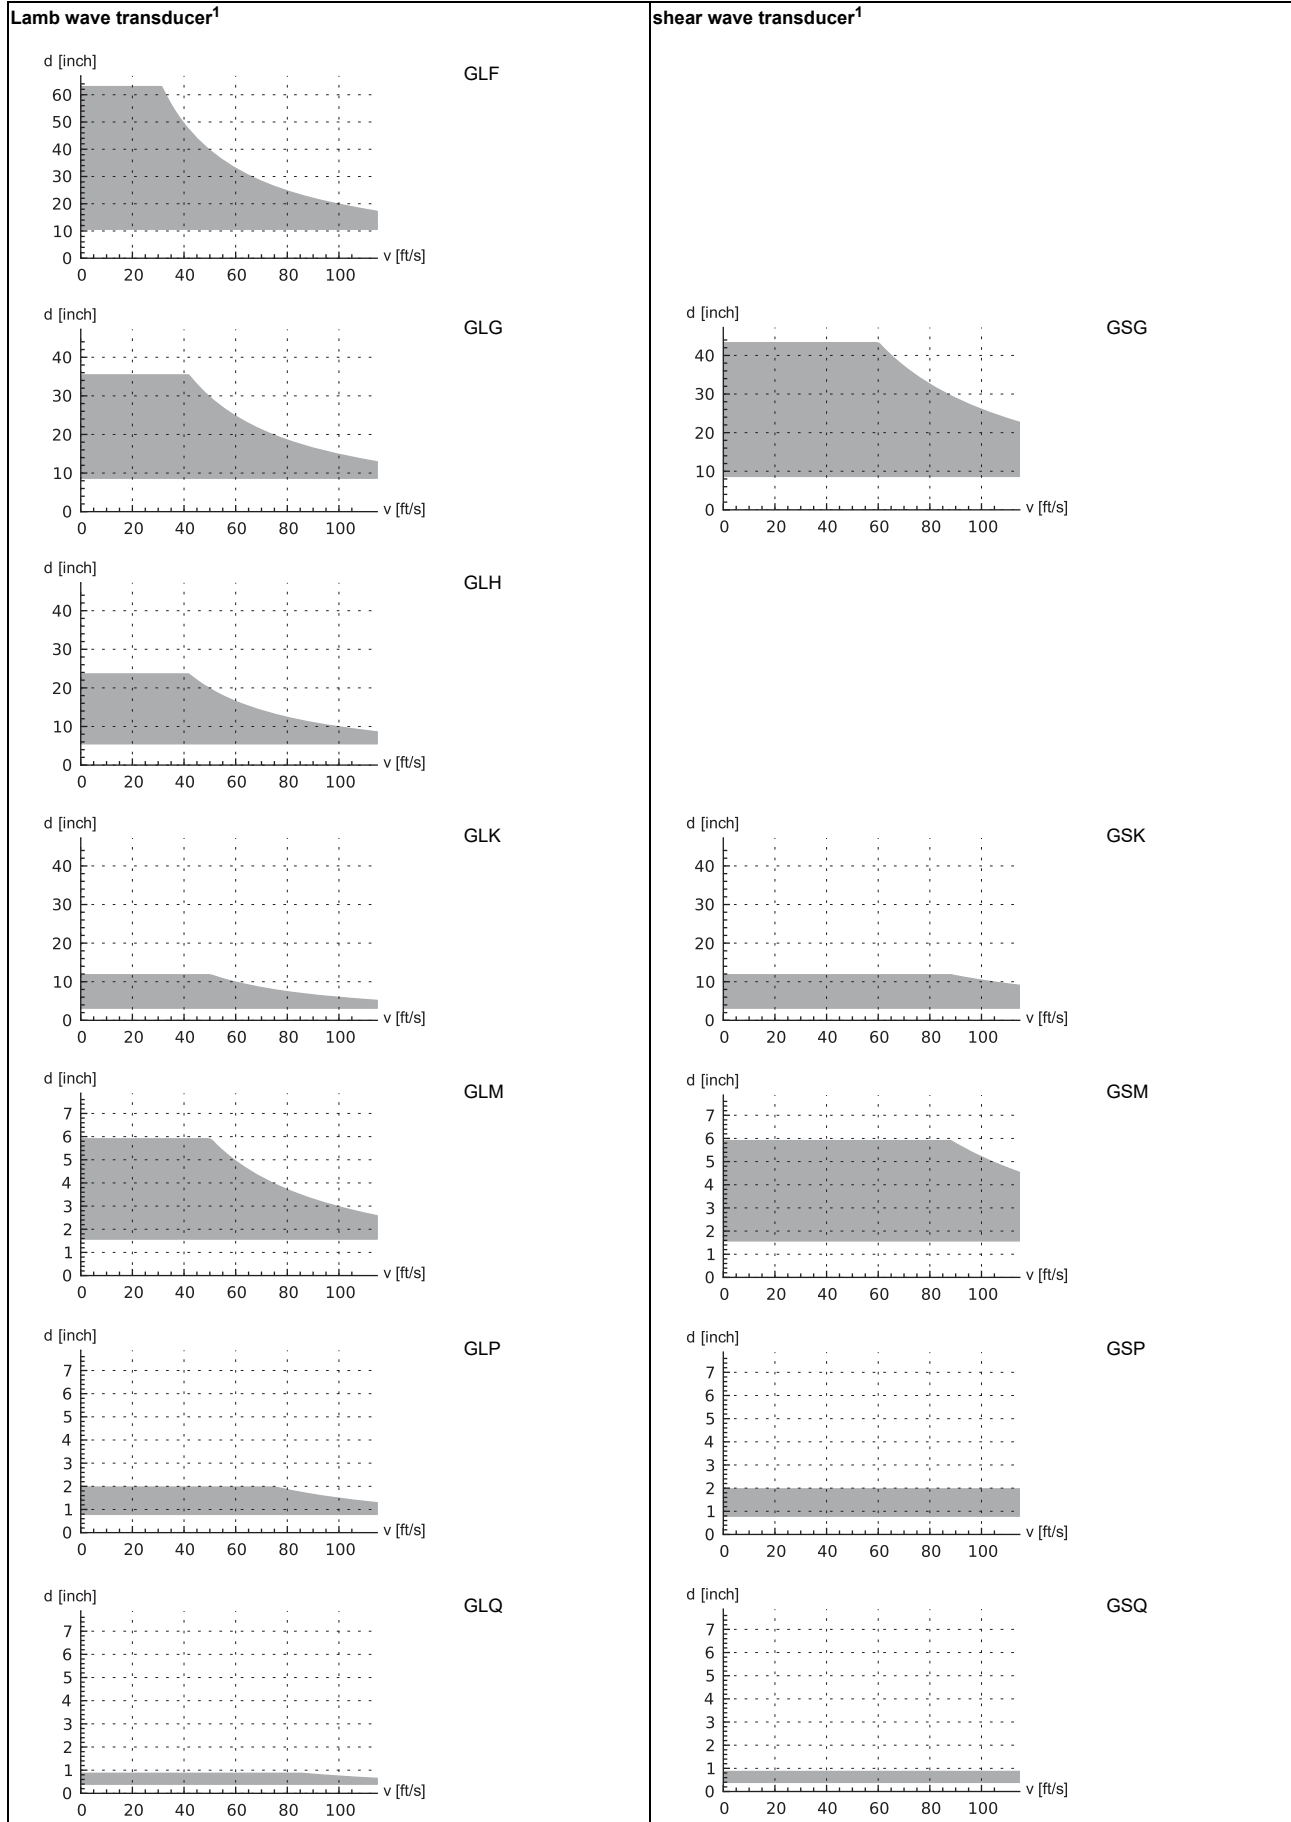 Lamb wave transducer1
shear wave transducer1
d [inch]
GLF
60
50
40
30
20
10
0
v [ft/s]
0 20 40 60 80 100
d [inch]
GLG
40
30
20
10
0
v [ft/s]
0 20 40 60 80 100
d [inch]
GSG
40
30
20
10
0
v [ft/s]
0 20 40 60 80 100
d [inch]
GLH
40
30
20
10
0
v [ft/s]
0 20 40 60 80 100
d [inch]
GLK
40
30
20
10
0
v [ft/s]
0 20 40 60 80 100
d [inch]
GSK
40
30
20
10
0
v [ft/s]
0 20 40 60 80 100
d [inch]
GLM
7
6
5
4
3
2
1
0
v [ft/s]
0 20 40 60 80 100
d [inch]
GSM
7
6
5
4
3
2
1
0
v [ft/s]
0 20 40 60 80 100
d [inch]
GLP
7
6
5
4
3
2
1
0
v [ft/s]
0 20 40 60 80 100
d [inch]
GSP
7
6
5
4
3
2
1
0
v [ft/s]
0 20 40 60 80 100
d [inch]
GLQ
7
6
5
4
3
2
1
0
v [ft/s]
0 20 40 60 80 100
d [inch]
GSQ
7
6
5
4
3
2
1
0
v [ft/s]
0 20 40 60 80 100